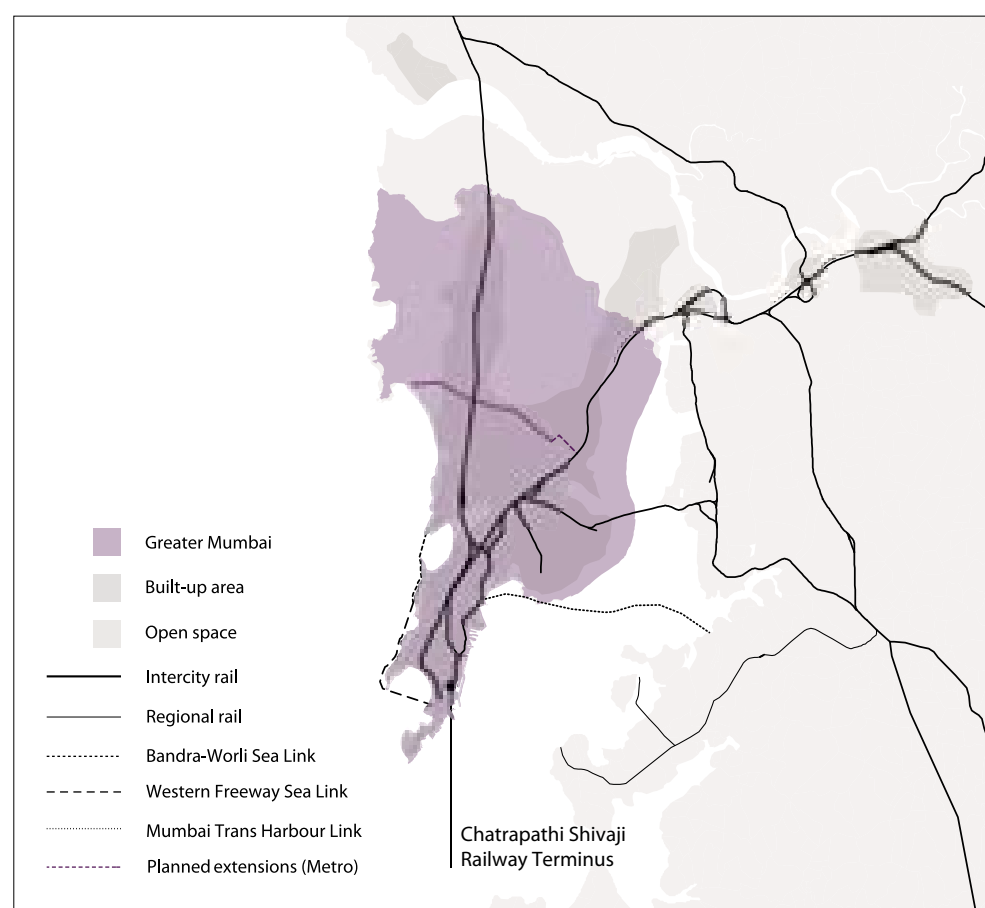 Greater Mumbai
Built-up area
Open space
Intercity rail
Regional rail
Bandra-Worli Sea Link
Western Freeway Sea Link
Mumbai Trans Harbour Link
Planned extensions (Metro)
Chatrapathi Shivaji
Railway Terminus